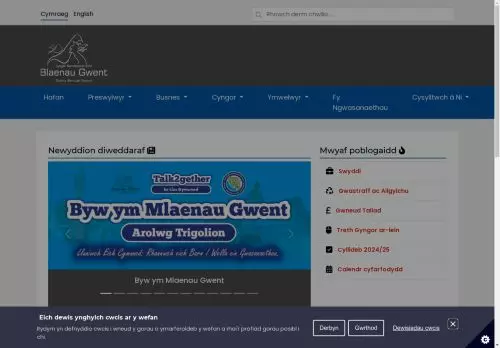 Cymraeg English
Rhowch derm chwilio...
Blaenau Gwent
Hafan Preswylwyr Busnes Cyngor Ymwelwyr Fy Ngwasanaethau Cysylltwch â Ni
Newyddion diweddaraf
Talk2gether
Byw ym Mlaenau Gwent
Arolwg Trigolion
Byw ym Mlaenau Gwent
Mwyaf poblogaidd
Swyddi
Gwastraff ac Ailgylchu
Gwneud Taliad
Treth Gyngor ar-lein
Cyllideb 2024/25
Calendr cyfarfodydd
Eich dewis ynghylch cwcis ar y wefan
Rydym yn defnyddio cwcis i wneud y gorau o ymarferoldeb y wefan a rhoi'r profiad gorau posibl i chi.
Derbyn Gwrthod Dewisiadau cwcis